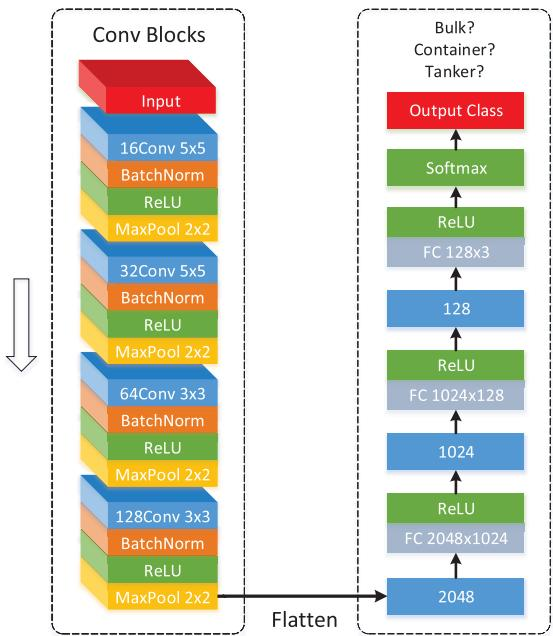 Conv Blocks
Input
16Conv 5x5
BatchNorm
ReLU
MaxPool 2x2
32Conv 5x5
BatchNorm
ReLU
MaxPool 2x2
64Conv 3x3
BatchNorm
ReLU
MaxPool 2x2
128Conv 3x3
BatchNorm
ReLU
MaxPool 2x2
Flatten
Bulk?
Container?
Tanker?
Output Class
Softmax
ReLU
FC 128x3
128
ReLU
FC 1024x128
1024
ReLU
FC 2048x1024
2048